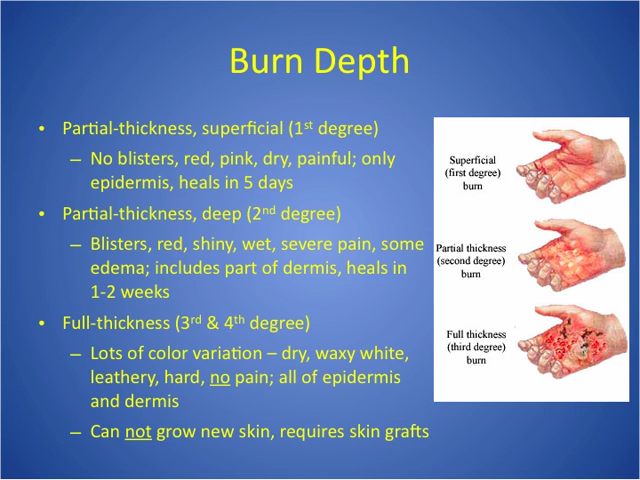 Burn Depth
• Partial-thickness, superficial (1st degree)
– No blisters, red, pink, dry, painful; only
epidermis, heals in 5 days
• Partial-thickness, deep (2nd degree)
– Blisters, red, shiny, wet, severe pain, some
edema; includes part of dermis, heals in
1-2 weeks
• Full-thickness (3rd & 4th degree)
– Lots of color variation – dry, waxy white,
leathery, hard, no pain; all of epidermis
and dermis
– Can not grow new skin, requires skin grafts
Superficial
(first degree)
burn
Partial thickness
(second degree)
burn
Full thickness
(third degree)
burn